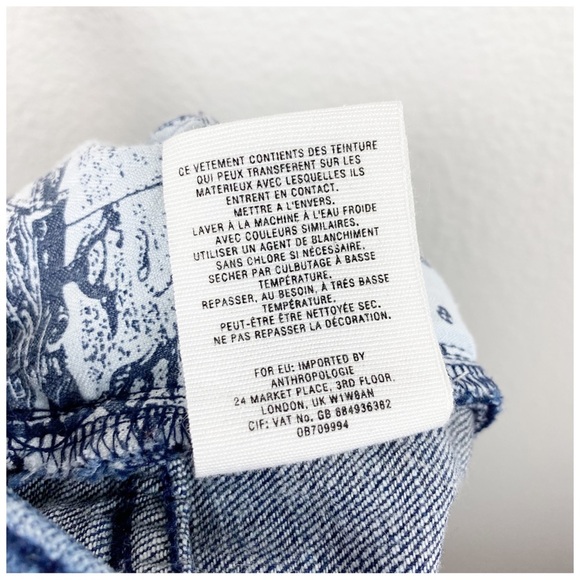 CE VETEMENT CONTIENTS DES TEINTURE
QUI PEUX TRANSFERENT SUR LES
MATERIEUX AVEC LESQUELLES ILS
ENTRENT EN CONTACT.
METTRE A L'ENVERS.
LAVER À LA MACHINE À L'EAU FROIDE
AVEC COULEURS SIMILAIRES.
UTILISER UN AGENT DE BLANCHIMENT
SANS CHLORE SI NÉCESSAIRE.
SECHER PAR CULBUTAGE À BASSE
TEMPÉRATURE.
REPASSER, AU BESOIN, À TRÈS BASSE
TEMPÉRATURE.
PEUT-ÊTRE ÊTRE NETTOYÉE SEC.
NE PAS REPASSER LA DÉCORATION.
FOR EU: IMPORTED BY
ANTHROPOLOGIE
24 MARKET PLACE, 3RD FLOOR.
LONDON, UK W1W8AN
CIF: VAT No. GB 884936382
0B709994